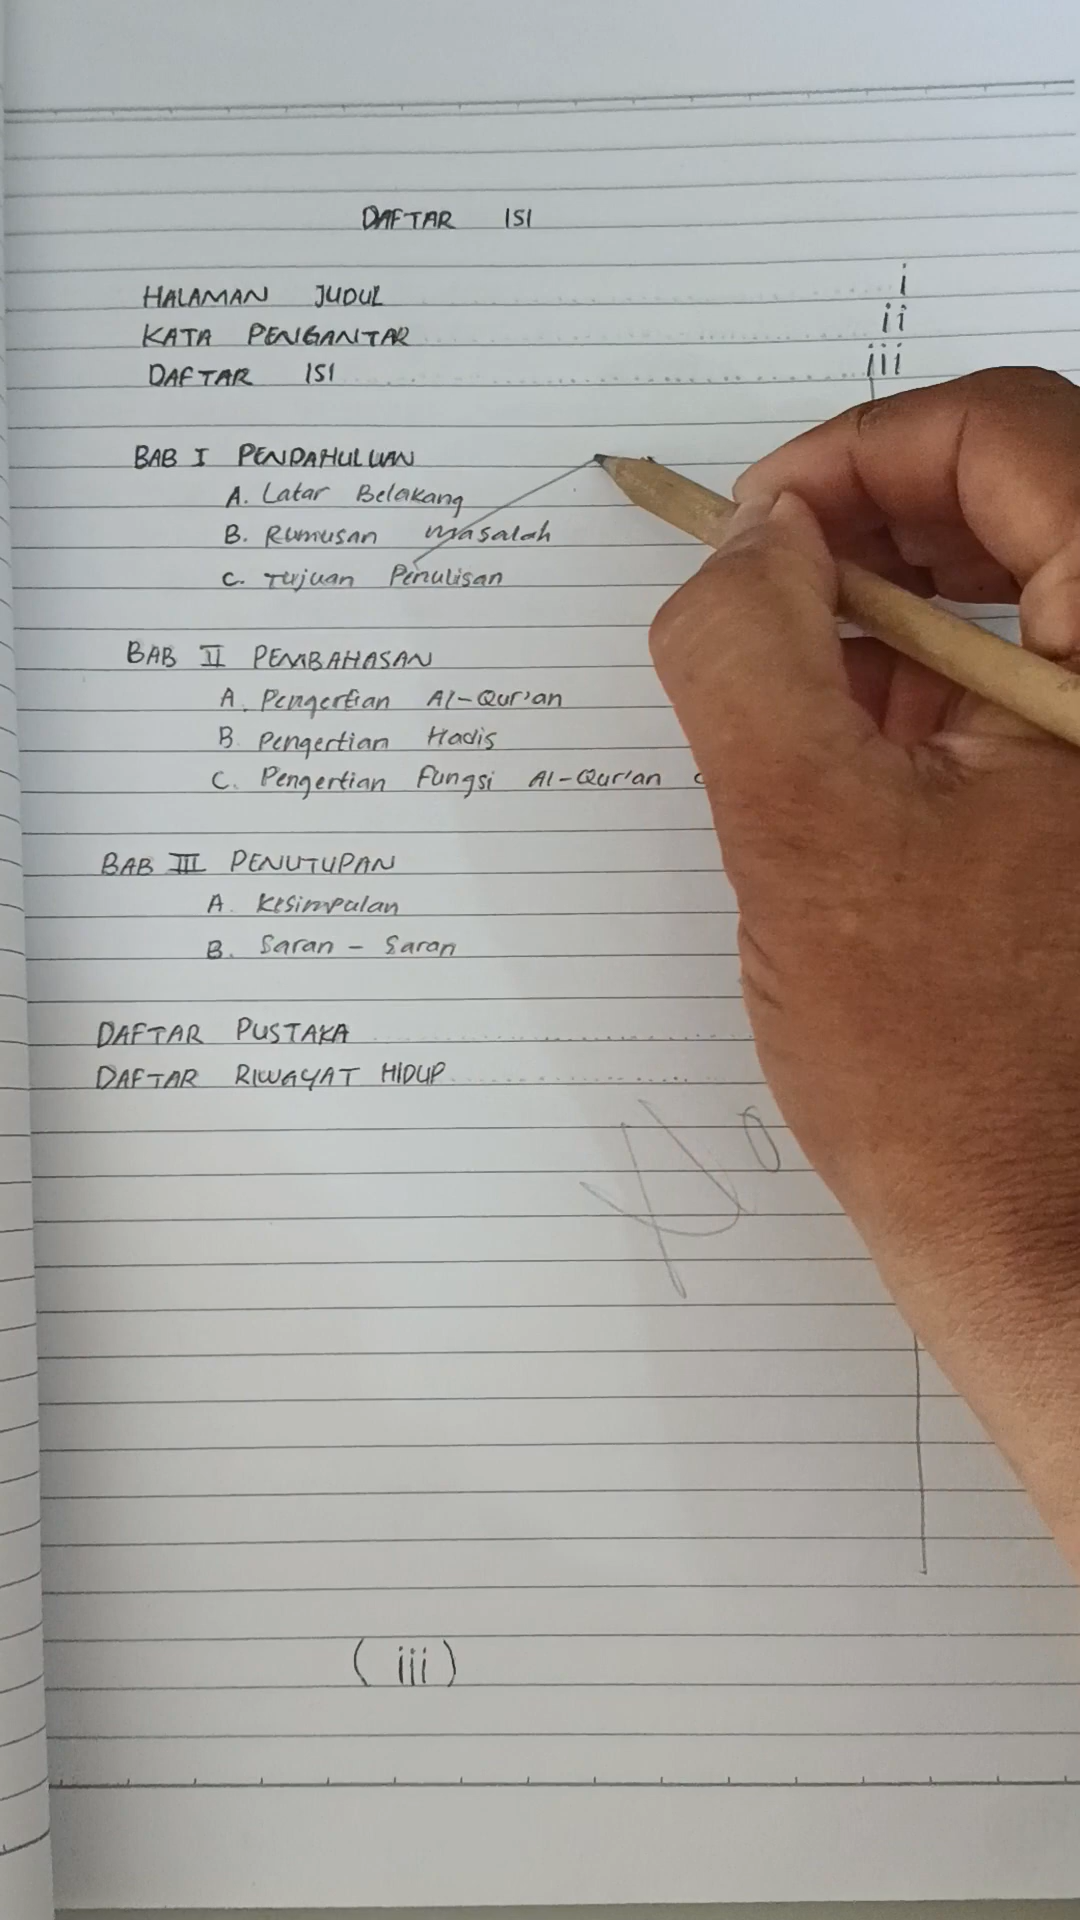 DAFTAR ISI
HALAMAN JUDUL i
KATA PENGANTAR ii
DAFTAR ISI iii
BAB I PENDAHULUAN
A. Latar Belakang
B. Rumusan masalah
C. Tujuan Penulisan
BAB II PEMBAHASAN
A. Pengertian Al-Qur'an
B. Pengertian Hadis
C. Pengertian Fungsi Al-Qur'an
BAB III PENUTUPAN
A. Kesimpulan
B. Saran - Saran
DAFTAR PUSTAKA
DAFTAR RIWAYAT HIDUP
( iii )